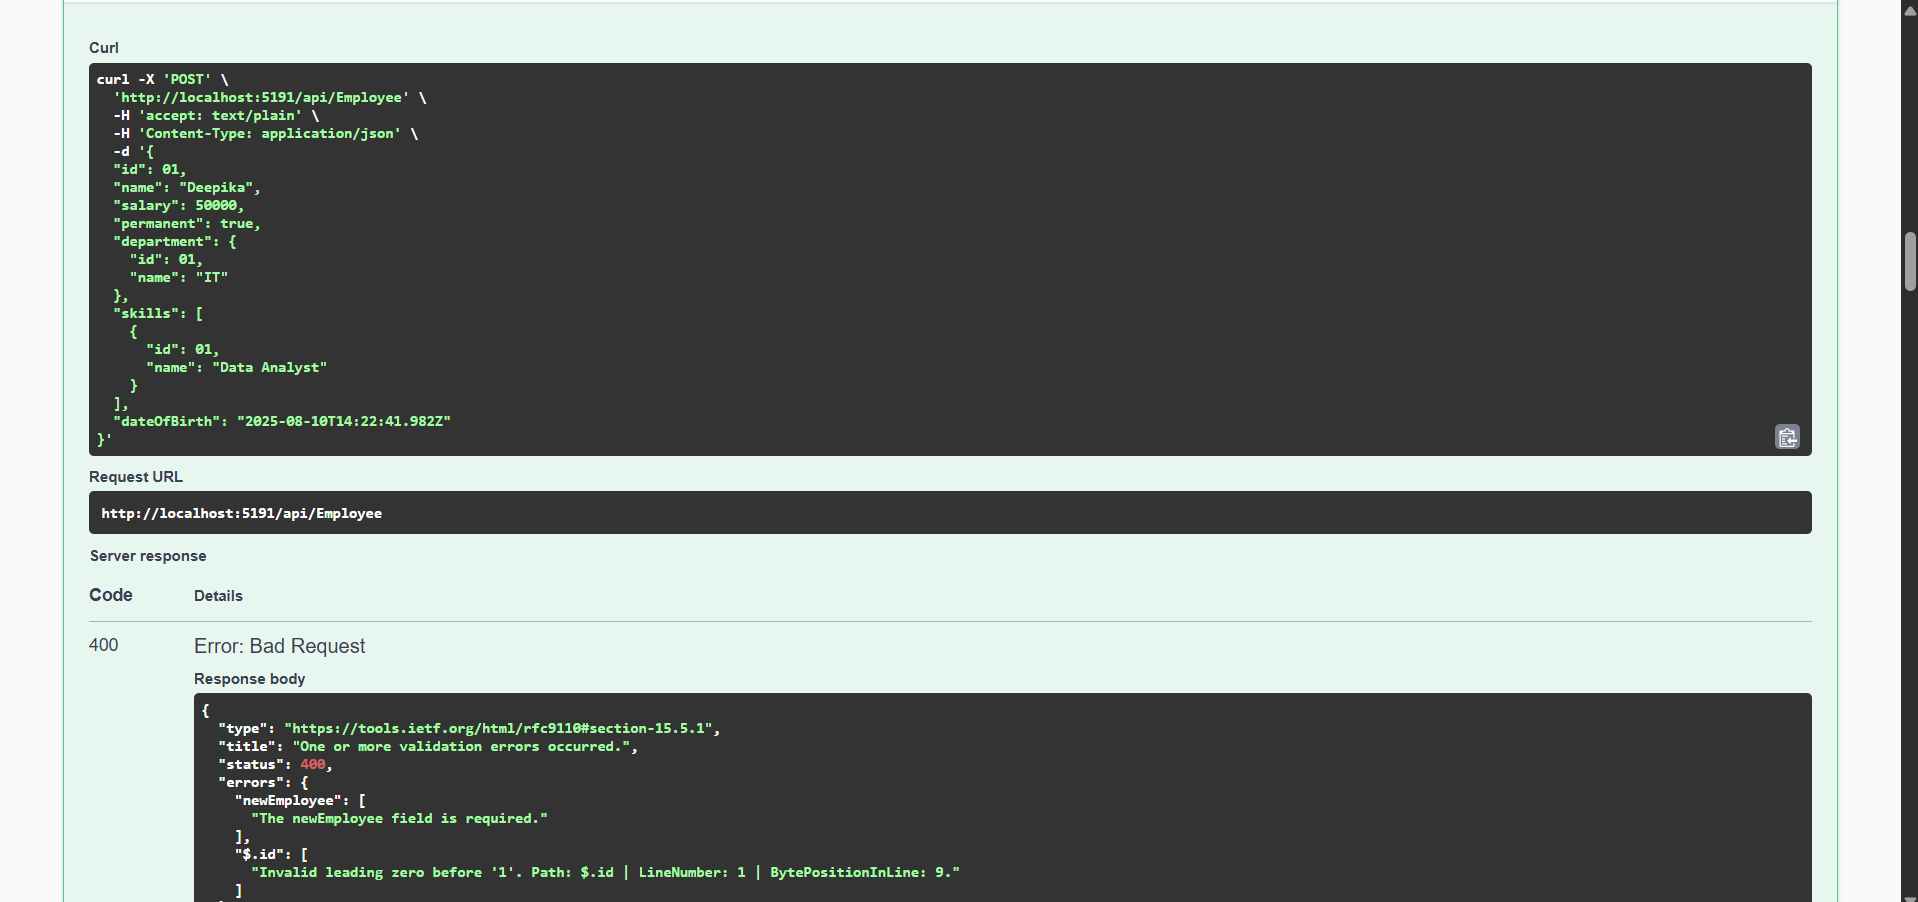 Curl
curl -X 'POST' \
  'http://localhost:5191/api/Employee' \
  -H 'accept: text/plain' \
  -H 'Content-Type: application/json' \
  -d '{
  "id": 01,
  "name": "Deepika",
  "salary": 50000,
  "permanent": true,
  "department": {
    "id": 01,
    "name": "IT"
  },
  "skills": [
    {
      "id": 01,
      "name": "Data Analyst"
    }
  ],
  "dateOfBirth": "2025-08-10T14:22:41.982Z"
}'
Request URL
http://localhost:5191/api/Employee
Server response
Code Details
400 Error: Bad Request
Response body
{
  "type": "https://tools.ietf.org/html/rfc9110#section-15.5.1",
  "title": "One or more validation errors occurred.",
  "status": 400,
  "errors": {
    "newEmployee": [
      "The newEmployee field is required."
    ],
    "$.id": [
      "Invalid leading zero before '1'. Path: $.id | LineNumber: 1 | BytePositionInLine: 9."
    ]